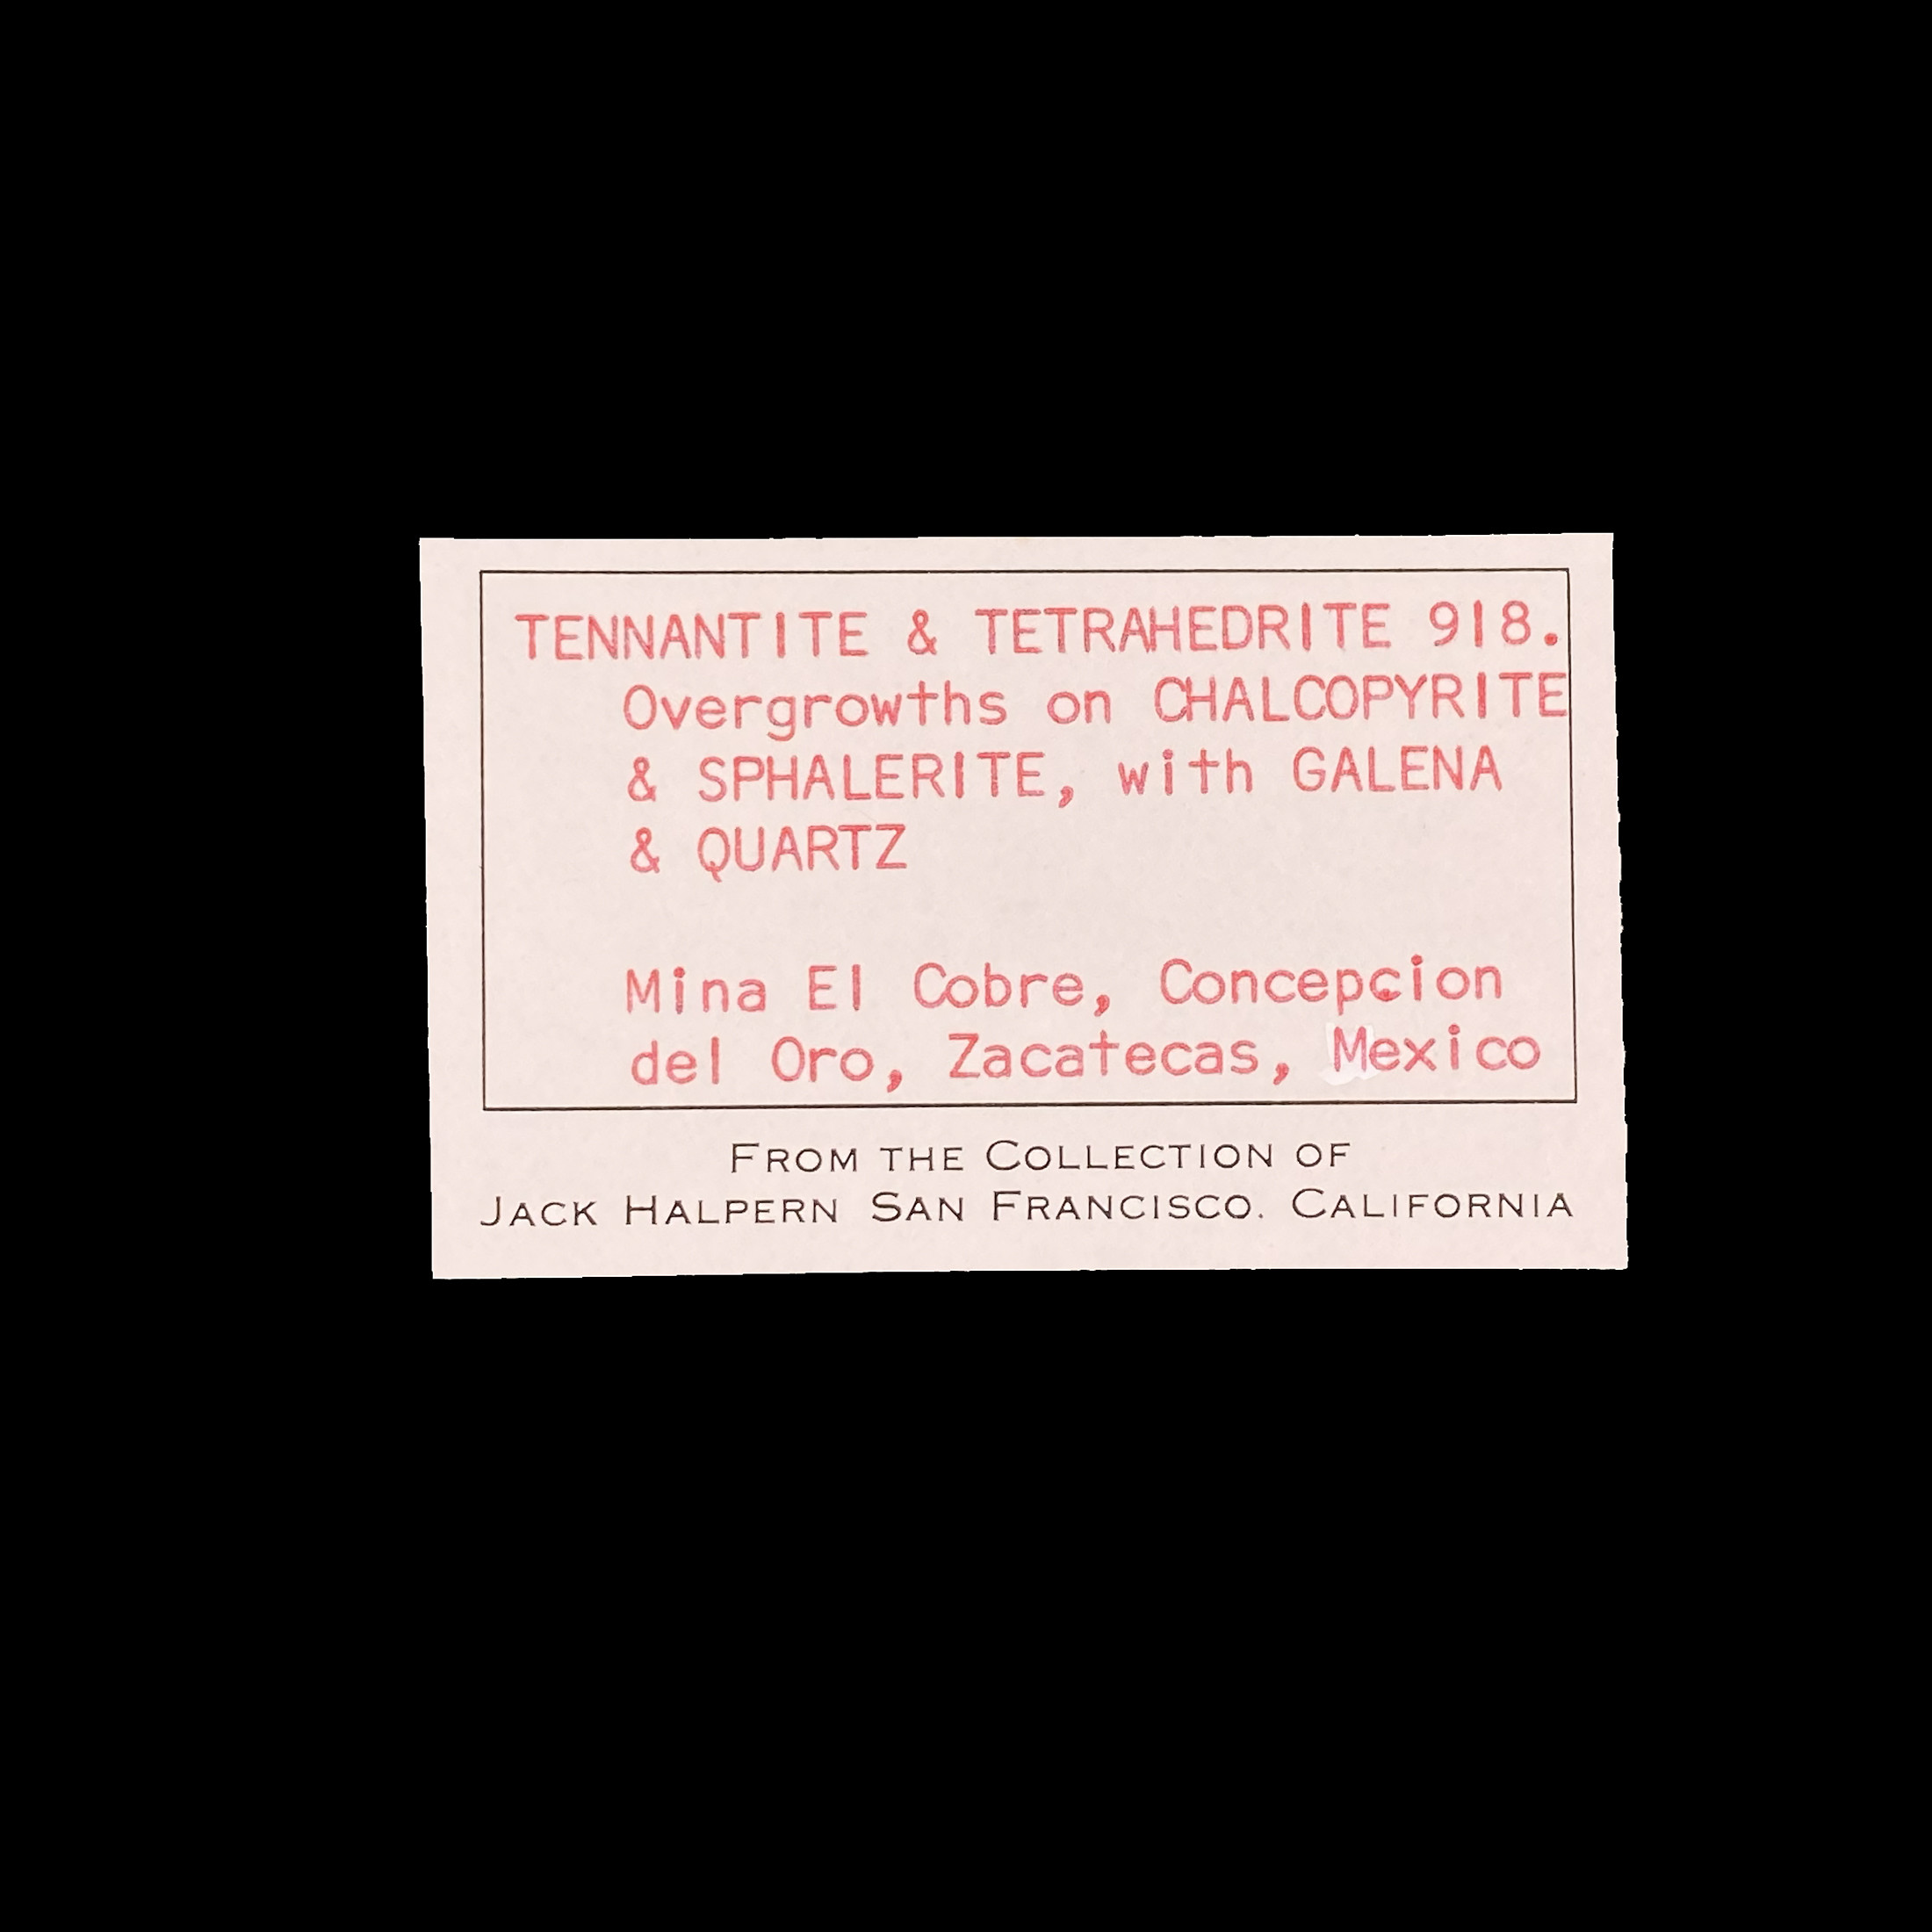 TENNANTITE & TETRAHEDRITE 918.
Overgrowths on CHALCOPYRITE
& SPHALERITE, with GALENA
& QUARTZ
Mina El Cobre, Concepcion
del Oro, Zacatecas, Mexico
FROM THE COLLECTION OF
JACK HALPERN SAN FRANCISCO. CALIFORNIA